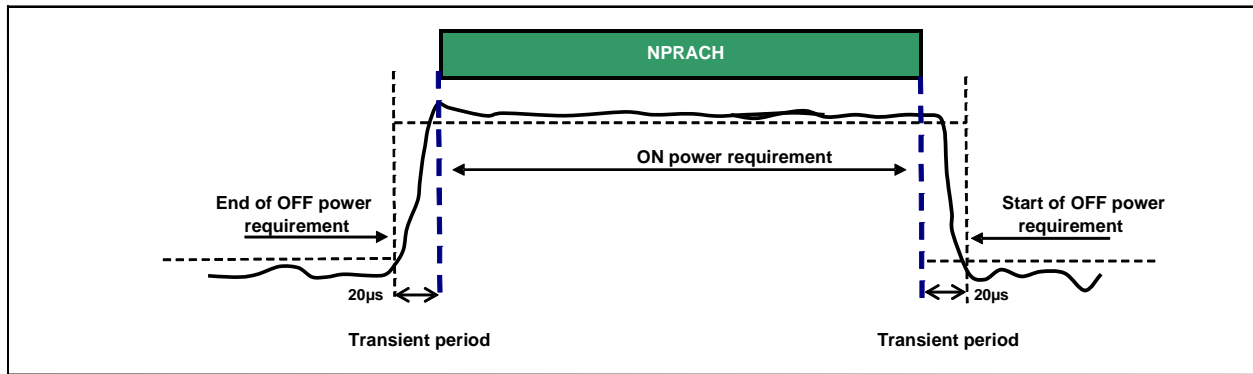 NPRACH
ON power requirement
End of OFF power
requirement
Start of OFF power
requirement
20µs
20µs
Transient period
Transient period